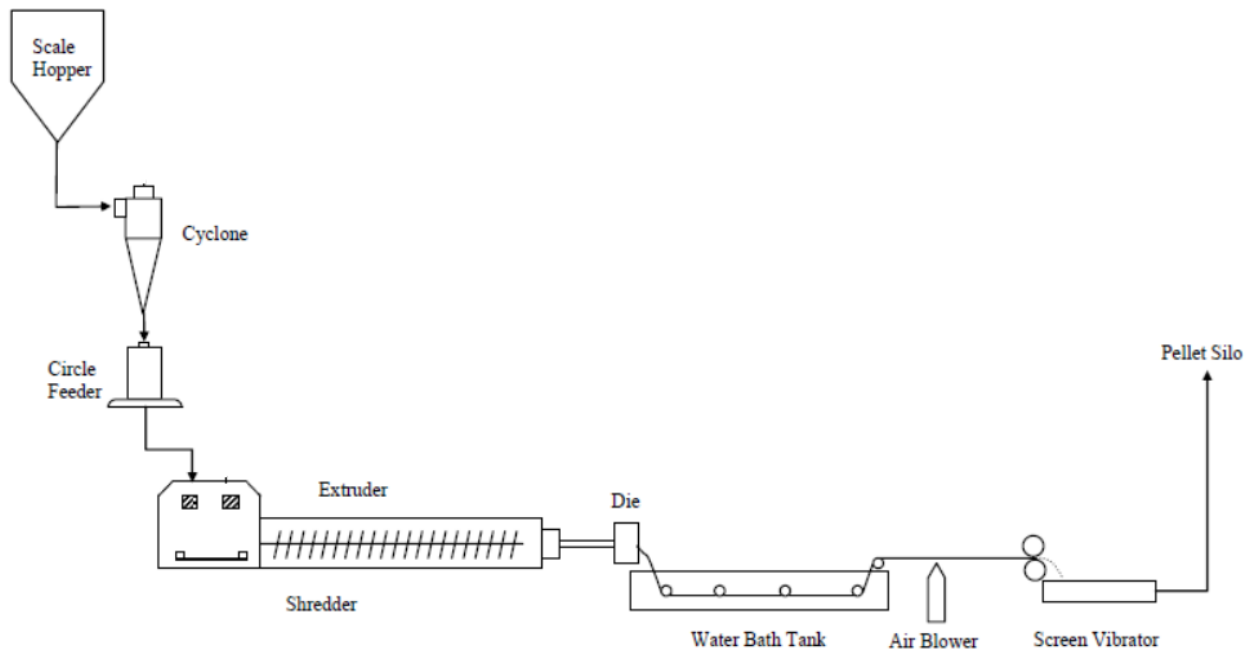 Scale
Hopper
Cyclone
Circle
Feeder
Pellet Silo
Extruder
Die
Shredder
Water Bath Tank
Air Blower
Screen Vibrator